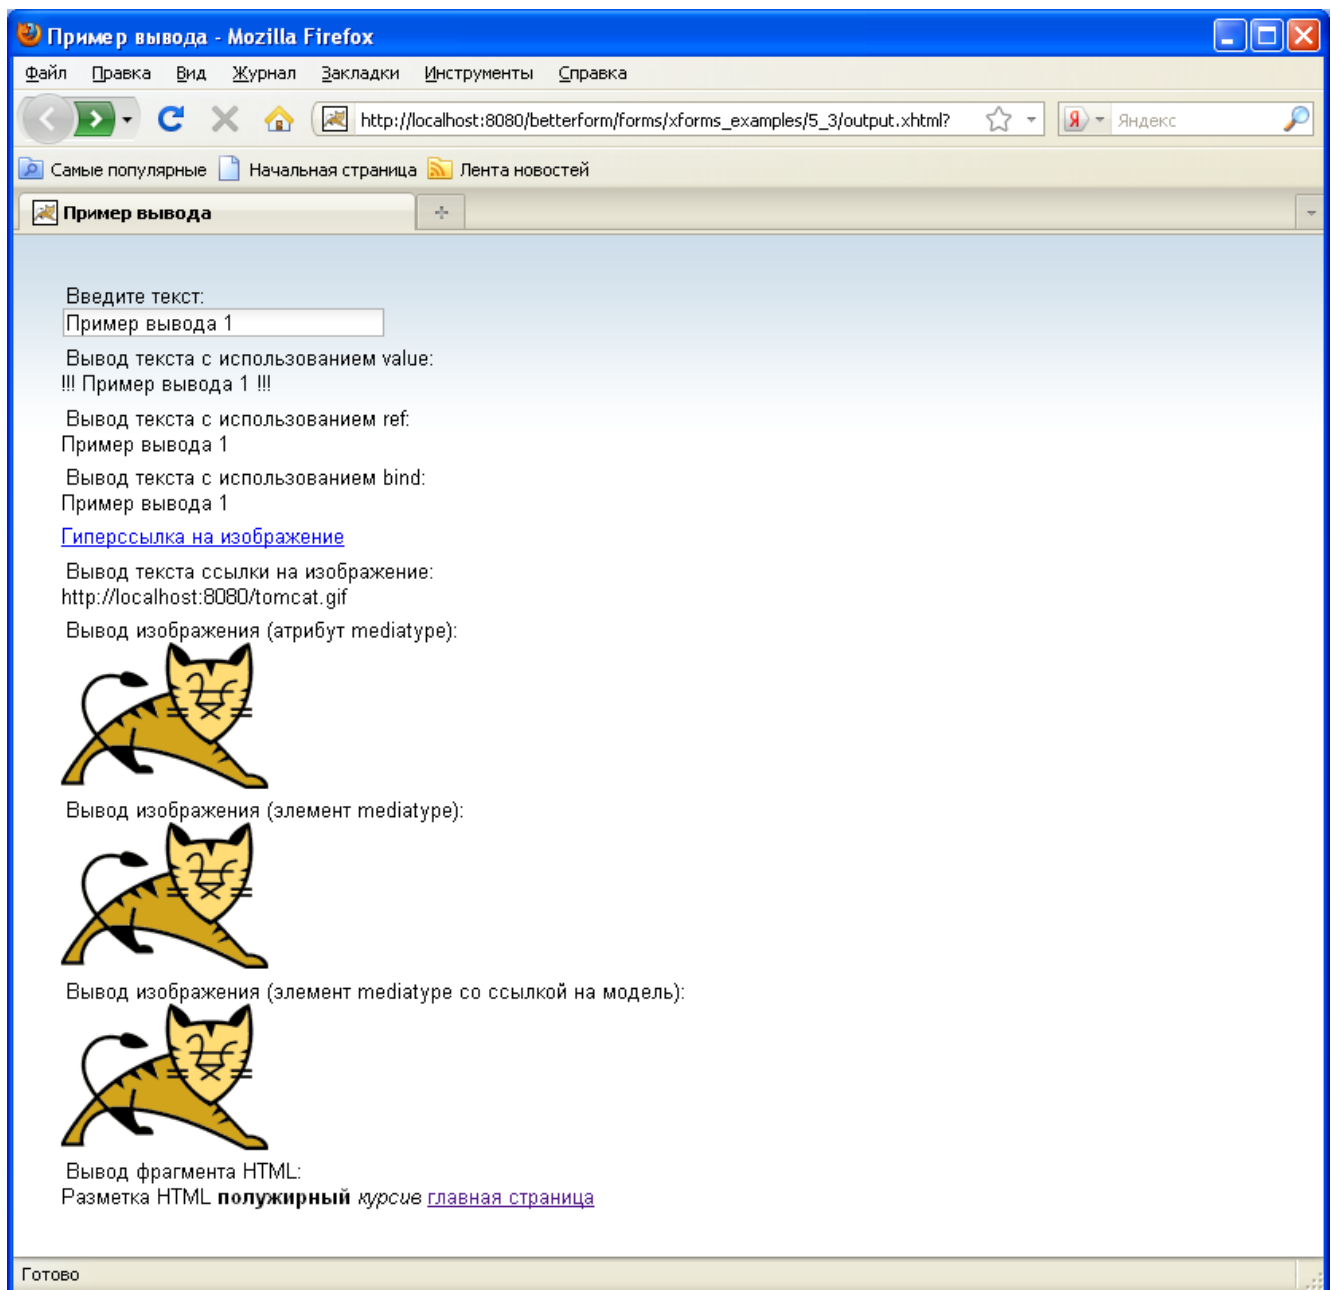 Пример вывода - Mozilla Firefox
Файл Правка Вид Журнал Закладки Инструменты Справка
http://localhost:8080/betterform/forms/xforms_examples/5_3/output.xhtml? Я Яндекс
Самые популярные Начальная страница Лента новостей
Пример вывода
Введите текст:
Пример вывода 1
Вывод текста с использованием value:
!!! Пример вывода 1 !!!
Вывод текста с использованием ref:
Пример вывода 1
Вывод текста с использованием bind:
Пример вывода 1
Гиперссылка на изображение
Вывод текста ссылки на изображение:
http://localhost:8080/tomcat.gif
Вывод изображения (атрибут mediatype):
Вывод изображения (элемент mediatype):
Вывод изображения (элемент mediatype со ссылкой на модель):
Вывод фрагмента HTML:
Разметка HTML полужирный курсив главная страница
Готово